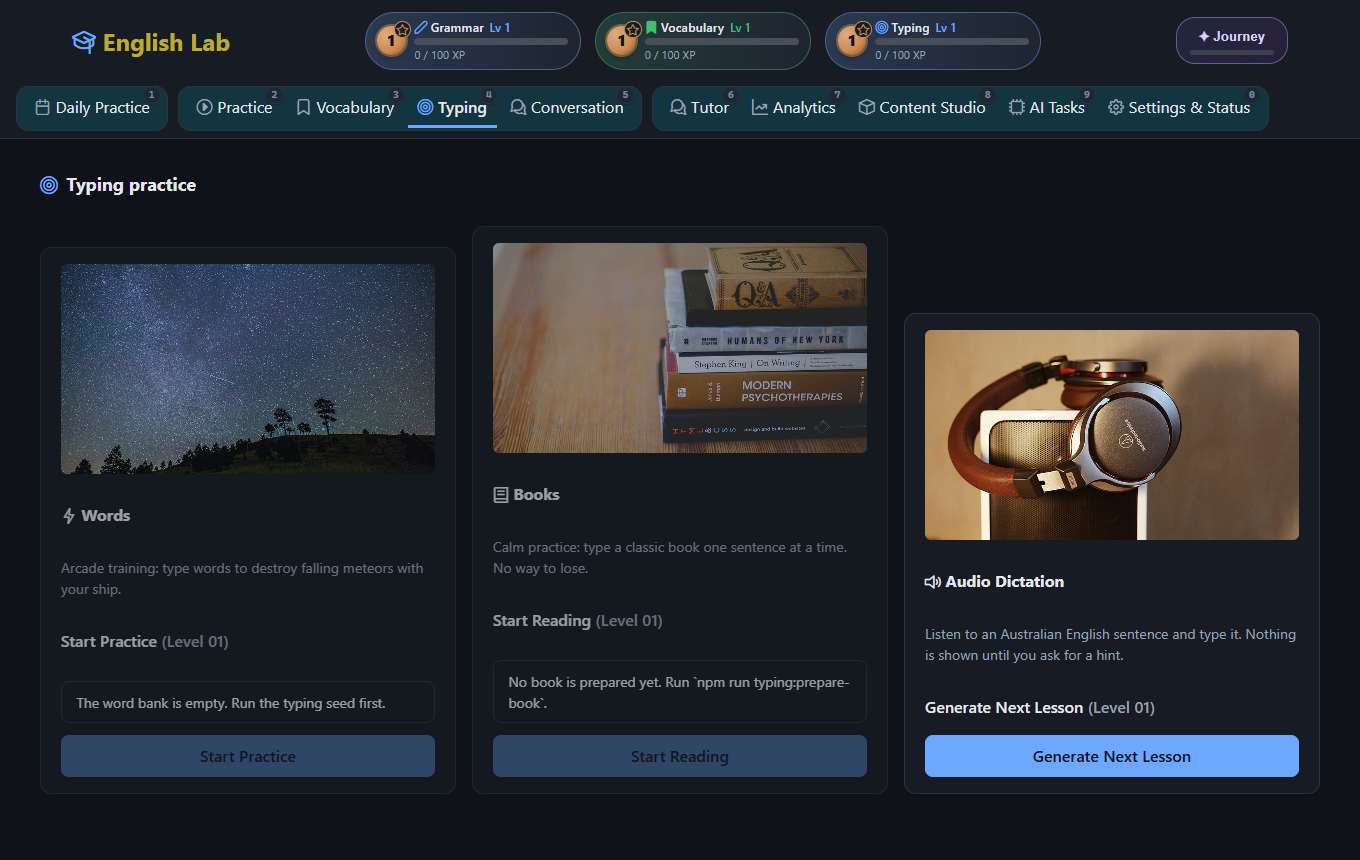 English Lab
1
Grammar Lv 1
0 / 100 XP
1
Vocabulary Lv 1
0 / 100 XP
1
Typing Lv 1
0 / 100 XP
✦ Journey
Daily Practice 1
Practice 2
Vocabulary 3
Typing 4
Conversation 5
Tutor 6
Analytics 7
Content Studio 8
AI Tasks 9
Settings & Status 0
Typing practice
Words
Arcade training: type words to destroy falling meteors with
your ship.
Start Practice (Level 01)
The word bank is empty. Run the typing seed first.
Start Practice
Q&A
HUMANS OF NEW YORK
Stephen King On Writing
MODERN
PSYCHOTHERAPIES
HTML & CSS design and build websites
Books
Calm practice: type a classic book one sentence at a time.
No way to lose.
Start Reading (Level 01)
No book is prepared yet. Run `npm run typing:prepare-
book`.
Start Reading
Audio Dictation
Listen to an Australian English sentence and type it. Nothing
is shown until you ask for a hint.
Generate Next Lesson (Level 01)
Generate Next Lesson